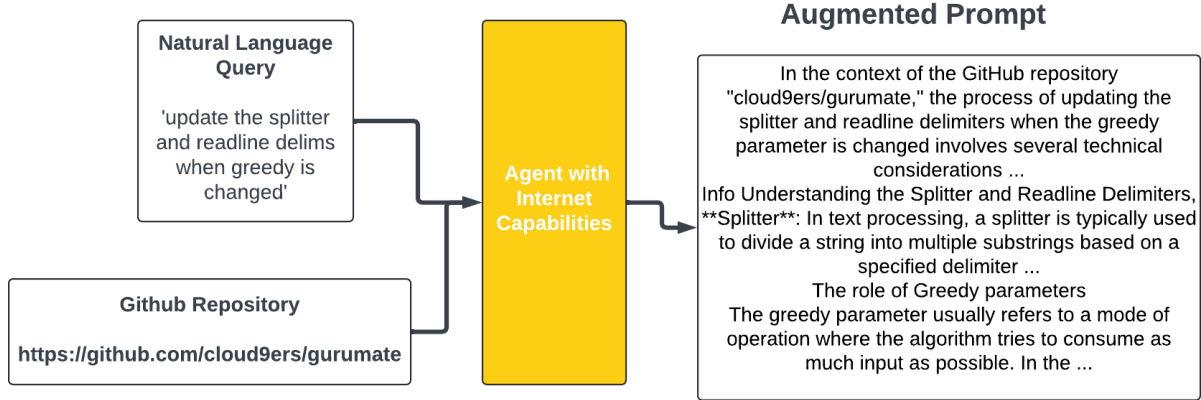 Augmented Prompt
Natural Language
Query
'update the splitter
and readline delims
when greedy is
changed'
Github Repository
https://github.com/cloud9ers/gurumate
Agent with
Internet
Capabilities
In the context of the GitHub repository
"cloud9ers/gurumate," the process of updating the
splitter and readline delimiters when the greedy
parameter is changed involves several technical
considerations ...
Info Understanding the Splitter and Readline Delimiters,
**Splitter**: In text processing, a splitter is typically used
to divide a string into multiple substrings based on a
specified delimiter ...
The role of Greedy parameters
The greedy parameter usually refers to a mode of
operation where the algorithm tries to consume as
much input as possible. In the ...